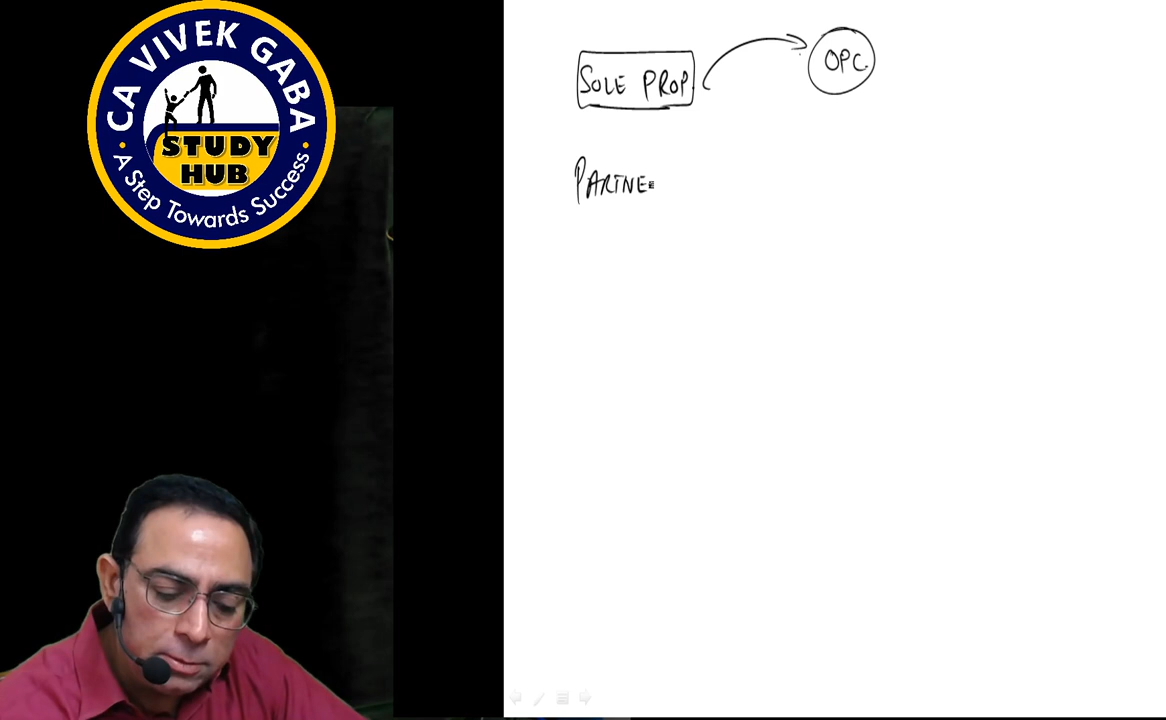 CA VIVEK GABA
STUDY
HUB
• A Step Towards Success •
SOLE PROP.
OPC.
PARTNE